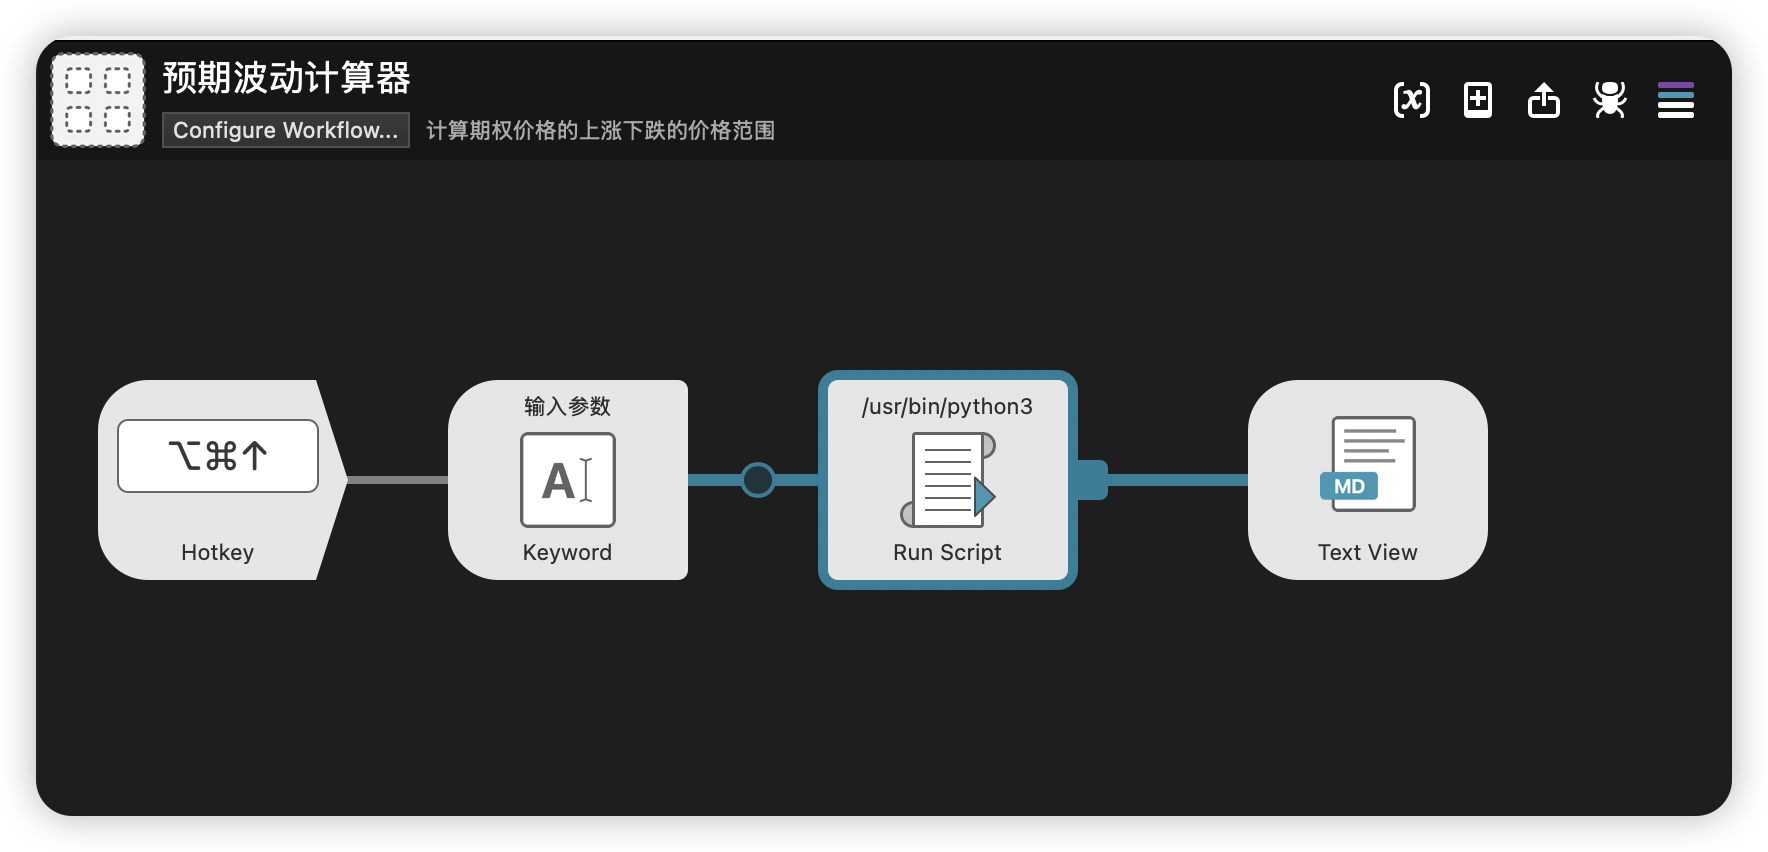 预期波动计算器
Configure Workflow...
计算期权价格的上涨下跌的价格范围
⌥⌘↑
Hotkey
输入参数
A
Keyword
/usr/bin/python3
Run Script
MD
Text View